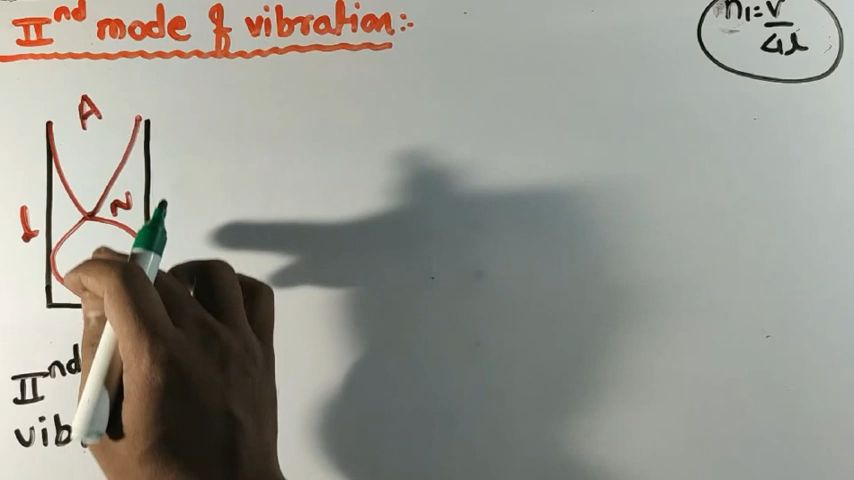 IInd mode of vibration:-
n1=v
4l
A
N
l
IInd
vib